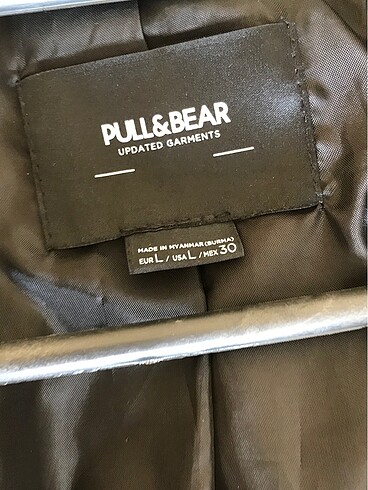 PULL&BEAR
UPDATED GARMENTS
MADE IN MYANMAR(BURMA)
EUR L / USA L / MEX 30